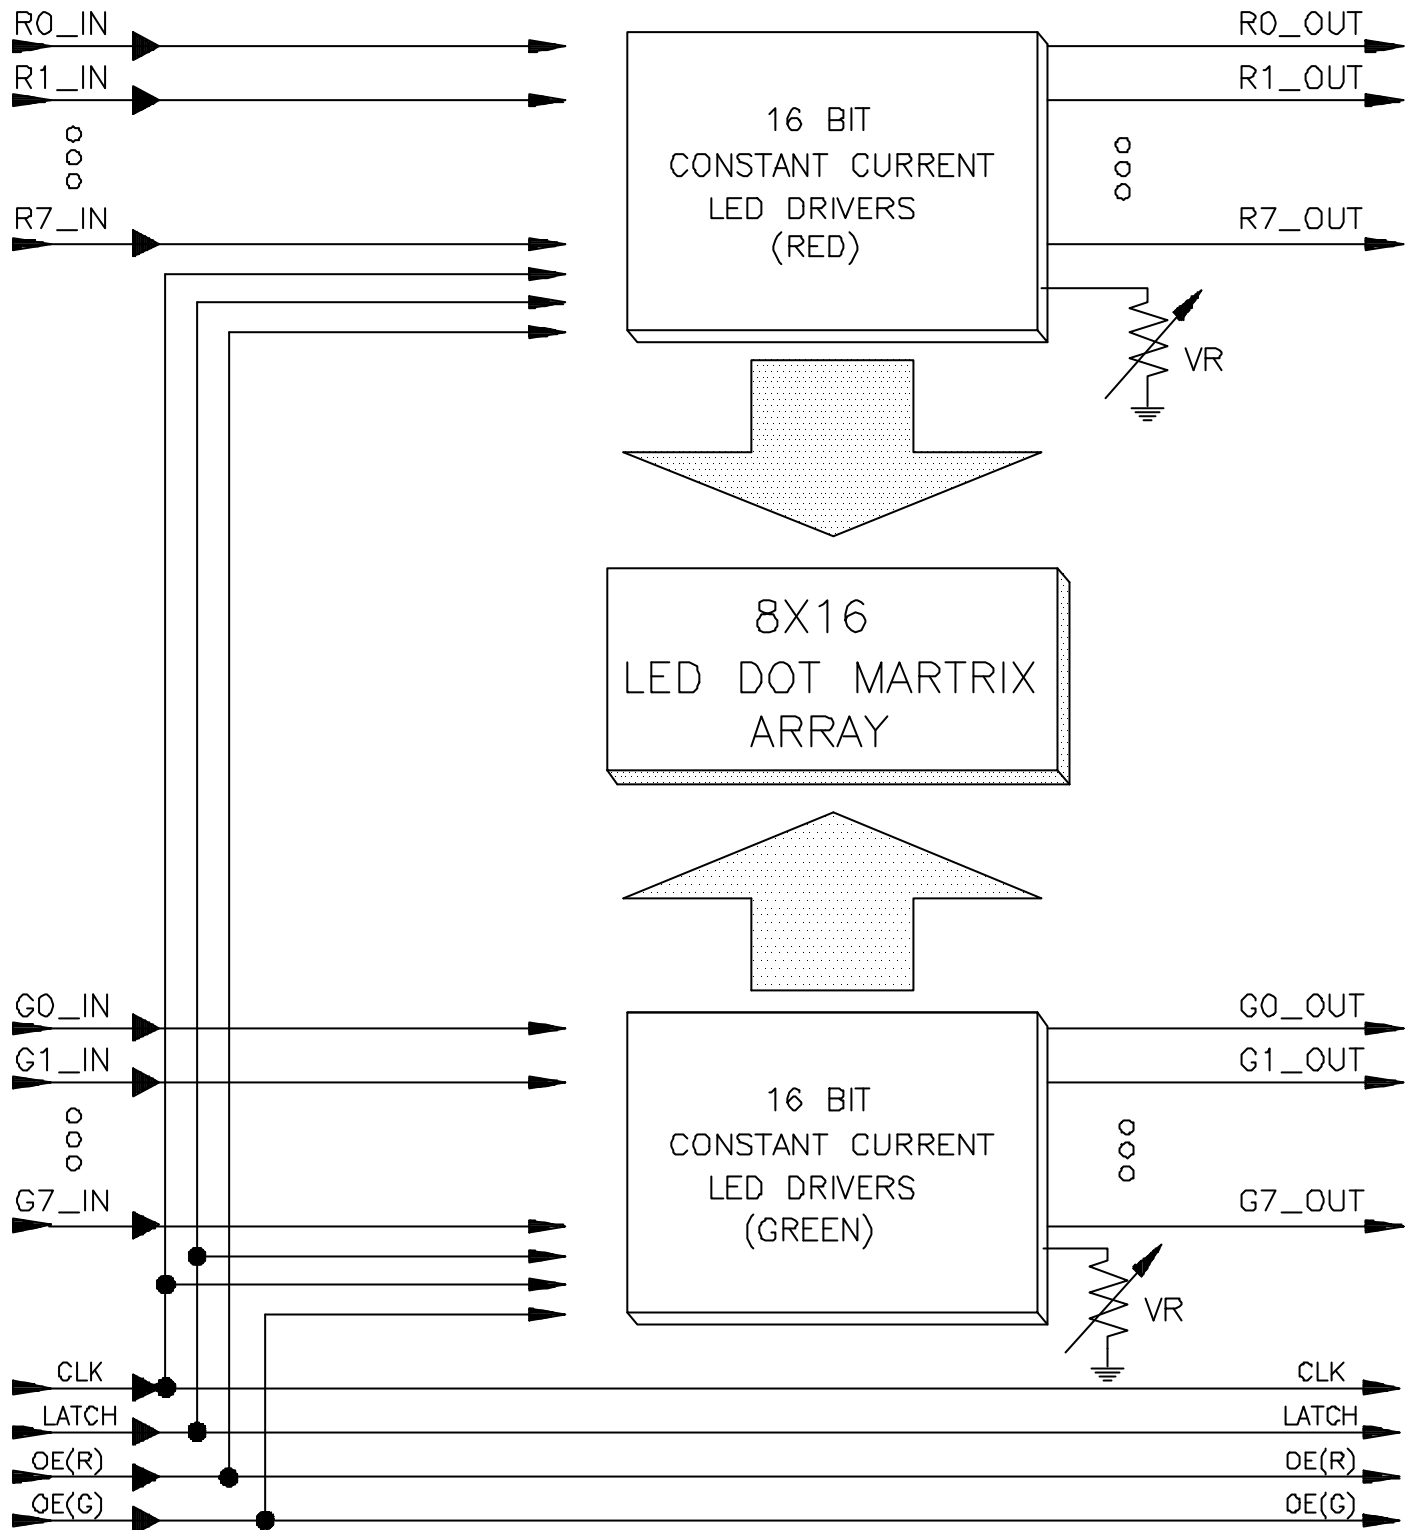 R0_IN
R0_OUT
R1_IN
R1_OUT
16 BIT
CONSTANT CURRENT
LED DRIVERS
(RED)
R7_IN
R7_OUT
VR
8X16
LED DOT MARTRIX
ARRAY
G0_IN
G0_OUT
G1_IN
G1_OUT
16 BIT
CONSTANT CURRENT
LED DRIVERS
(GREEN)
G7_IN
G7_OUT
VR
CLK
CLK
LATCH
LATCH
OE(R)
OE(R)
OE(G)
OE(G)